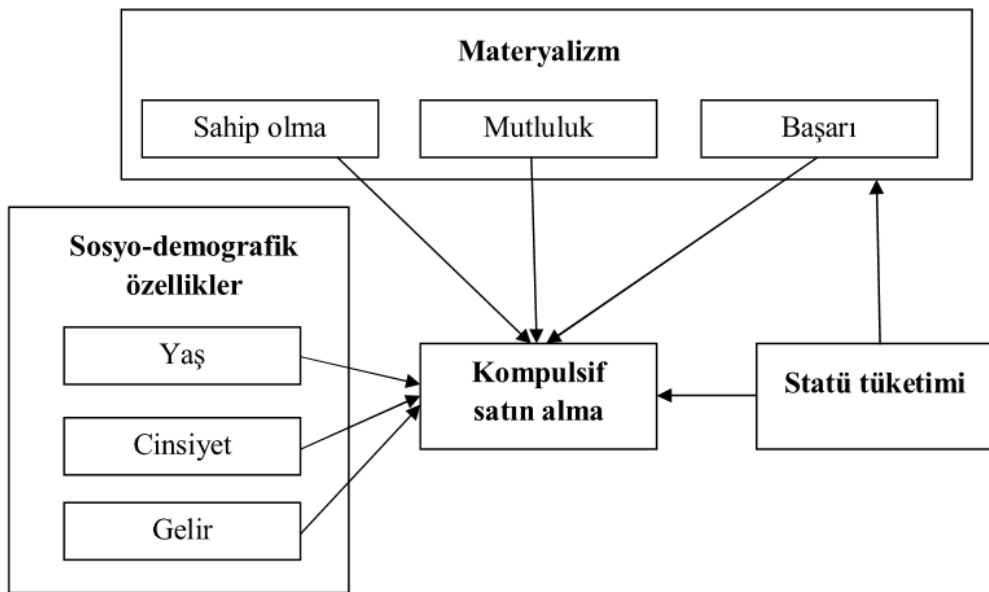 Materyalizm
Sahip olma
Mutluluk
Başarı
Sosyo-demografik
özellikler
Yaş
Cinsiyet
Gelir
Kompulsif
satın alma
Statü tüketimi